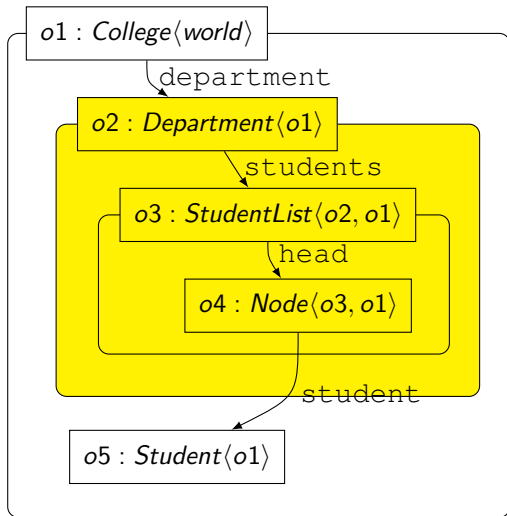 o1 : College⟨world⟩
department
o2 : Department⟨o1⟩
students
o3 : StudentList⟨o2, o1⟩
head
o4 : Node⟨o3, o1⟩
student
o5 : Student⟨o1⟩